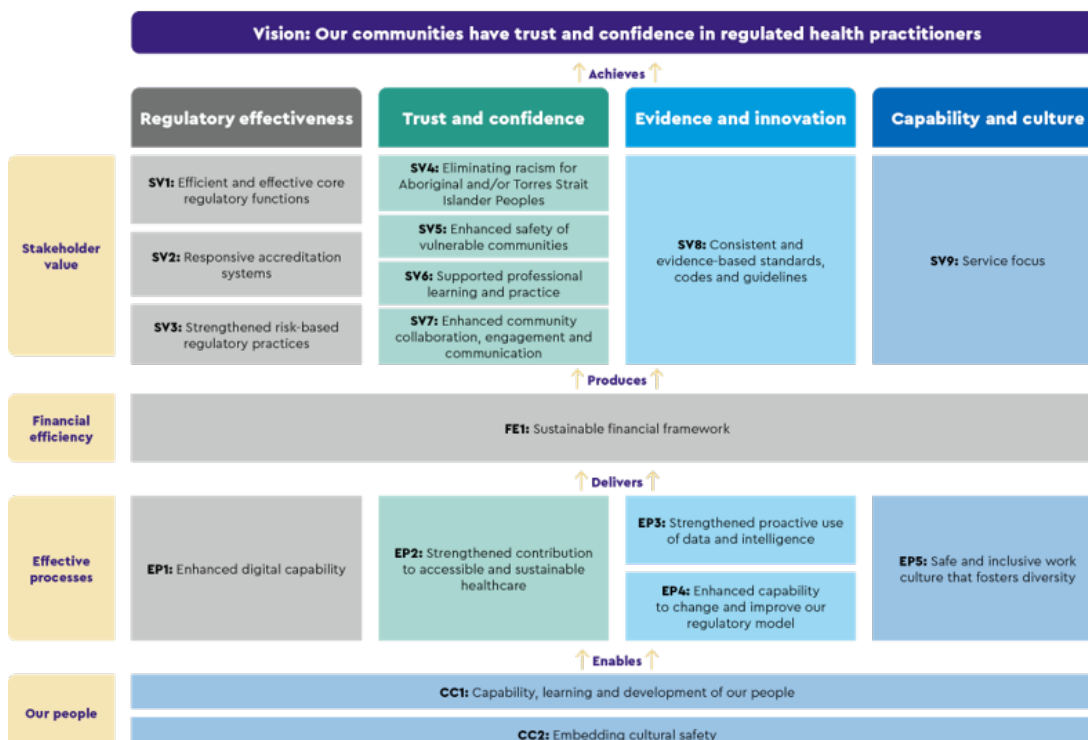 Vision: Our communities have trust and confidence in regulated health practitioners
↑ Achieves ↑
Regulatory effectiveness
Trust and confidence
Evidence and innovation
Capability and culture
Stakeholder
value
SV1: Efficient and effective core
regulatory functions
SV2: Responsive accreditation
systems
SV3: Strengthened risk-based
regulatory practices
SV4: Eliminating racism for
Aboriginal and/or Torres Strait
Islander Peoples
SV5: Enhanced safety of
vulnerable communities
SV6: Supported professional
learning and practice
SV7: Enhanced community
collaboration, engagement and
communication
SV8: Consistent and
evidence-based standards,
codes and guidelines
SV9: Service focus
↑ Produces ↑
Financial
efficiency
FE1: Sustainable financial framework
↑ Delivers ↑
Effective
processes
EP1: Enhanced digital capability
EP2: Strengthened contribution
to accessible and sustainable
healthcare
EP3: Strengthened proactive use
of data and intelligence
EP4: Enhanced capability
to change and improve our
regulatory model
EP5: Safe and inclusive work
culture that fosters diversity
↑ Enables ↑
Our people
CC1: Capability, learning and development of our people
CC2: Embedding cultural safety